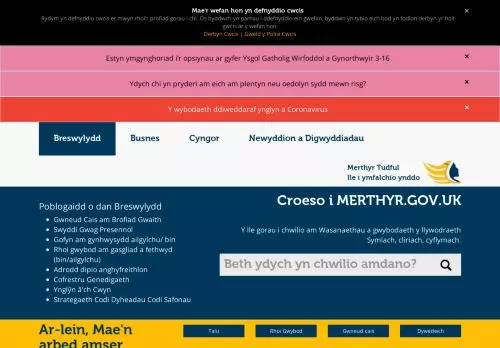 Mae'r wefan hon yn defnyddio cwcis
Rydym yn defnyddio cwcis er mwyn rhoi'r profiad gorau i chi. Os byddwch yn parhau i ddefnyddio ein gwefan, byddwn yn tybio eich bod yn fodlon derbyn yr holl
gwcis ar y wefan hon.
Derbyn Cwcis | Gweld y Polisi Cwcis
Estyn ymgynghoriad i'r opsynau ar gyfer Ysgol Gatholig Wirfoddol a Gynorthwyir 3-16 ×
Ydych chi yn pryderi am eich am plentyn neu oedolyn sydd mewn risg? ×
Y wybodaeth ddiweddaraf ynglyn a Coronavirus ×
Breswylydd Busnes Cyngor Newyddion a Digwyddiadau
Merthyr Tudful
lle i ymfalchïo ynddo
Croeso i MERTHYR.GOV.UK
Poblogaidd o dan Breswylydd
Y lle gorau i chwilio am Wasanaethau a gwybodaeth y llywodraeth
Symlach, cliriach, cyflymach.
• Gwneud Cais am Brofiad Gwaith
• Swyddi Gwag Presennol
• Gofyn am gynhwysydd ailgylchu/ bin
• Rhoi gwybod am gasgliad a fethwyd
(bin/ailgylchu)
• Adrodd dipio anghyfreithlon
• Cofrestru Genedigaeth
• Ynglŷn â'ch Cwyn
• Strategaeth Codi Dyheadau Codi Safonau
Beth ydych yn chwilio amdano?
Ar-lein, Mae'n
arbed amser
Talu Rhoi Gwybod Gwneud cais Dywedwch